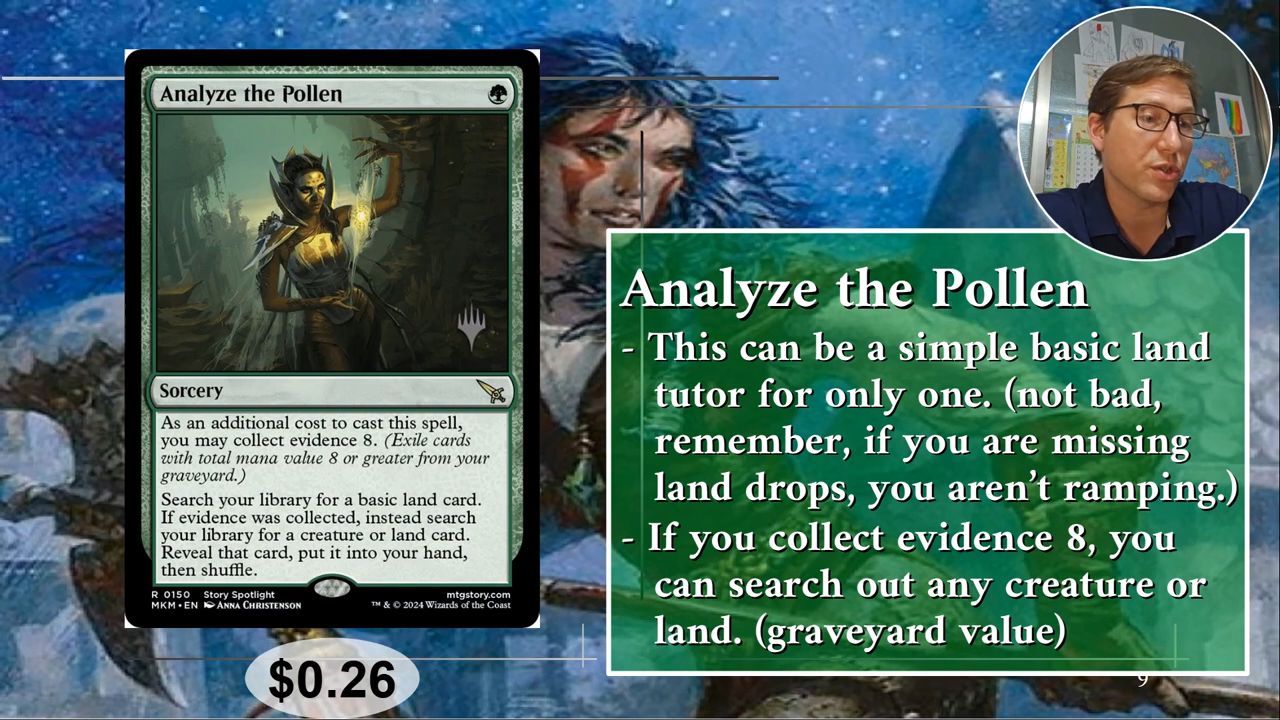 Analyze the Pollen
Sorcery
As an additional cost to cast this spell,
you may collect evidence 8. (Exile cards
with total mana value 8 or greater from your
graveyard.)
Search your library for a basic land card.
If evidence was collected, instead search
your library for a creature or land card.
Reveal that card, put it into your hand,
then shuffle.
R 0150 Story Spotlight mtgstory.com
MKM • EN Anna Christenson ™ & © 2024 Wizards of the Coast
$0.26
Analyze the Pollen
- This can be a simple basic land
tutor for only one. (not bad,
remember, if you are missing
land drops, you aren’t ramping.)
- If you collect evidence 8, you
can search out any creature or
land. (graveyard value)
9